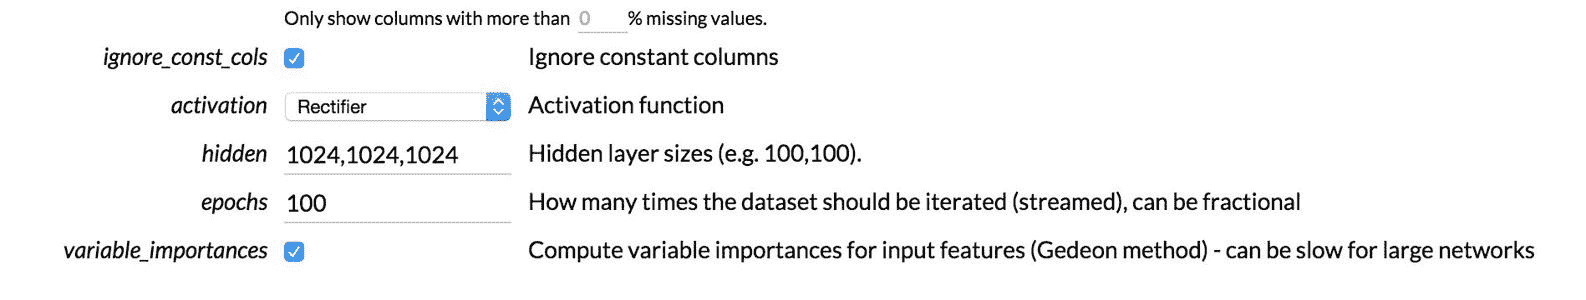 Only show columns with more than 0 % missing values.
ignore_const_cols Ignore constant columns
activation Rectifier Activation function
hidden 1024,1024,1024 Hidden layer sizes (e.g. 100,100).
epochs 100 How many times the dataset should be iterated (streamed), can be fractional
variable_importances Compute variable importances for input features (Gedeon method) - can be slow for large networks